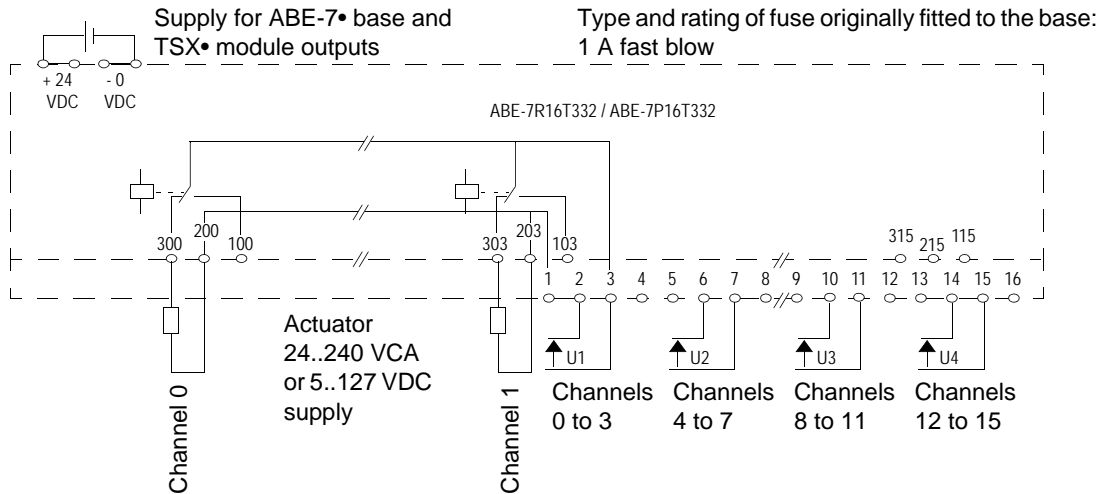 Supply for ABE-7• base and
TSX• module outputs
Type and rating of fuse originally fitted to the base:
1 A fast blow
+ 24
VDC
- 0
VDC
ABE-7R16T332 / ABE-7P16T332
300
200
100
303
203
103
315
215
115
1 2 3 4 5 6 7 8 9 10 11 12 13 14 15 16
Actuator
24..240 VCA
or 5..127 VDC
supply
Channel 0
Channel 1
U1
U2
U3
U4
Channels
0 to 3
Channels
4 to 7
Channels
8 to 11
Channels
12 to 15